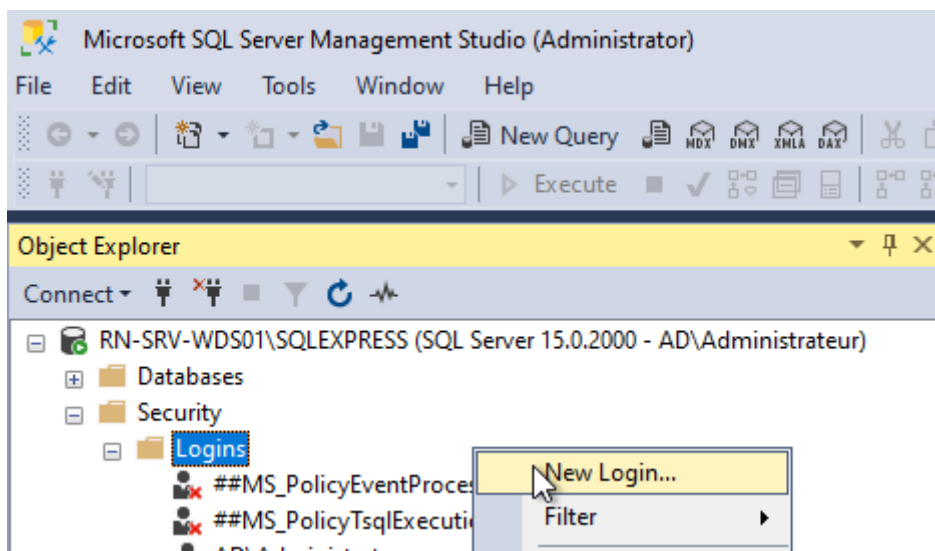 Microsoft SQL Server Management Studio (Administrator)
File Edit View Tools Window Help
New Query MDX DMX XMLA DAX
Execute
Object Explorer
Connect
RN-SRV-WDS01\SQLEXPRESS (SQL Server 15.0.2000 - AD\Administrateur)
Databases
Security
Logins
New Login...
##MS_PolicyEventProces
##MS_PolicyTsqlExecuti
Filter